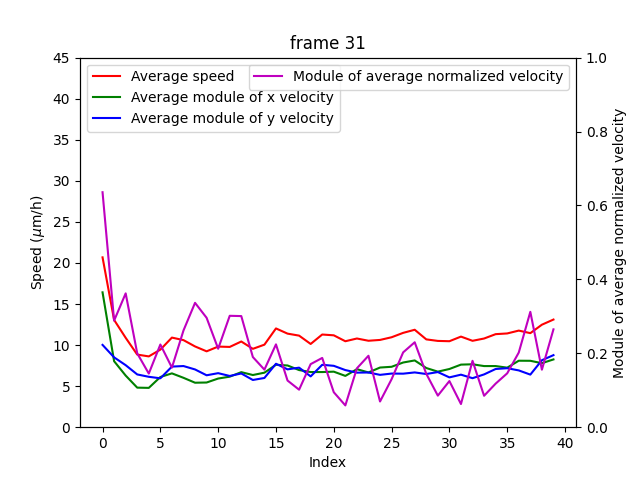 frame 31
Average speed
Average module of x velocity
Average module of y velocity
Module of average normalized velocity
Speed (μm/h)
45
40
35
30
25
20
15
10
5
0
1.0
0.8
0.6
0.4
0.2
0.0
Module of average normalized velocity
0 5 10 15 20 25 30 35 40
Index